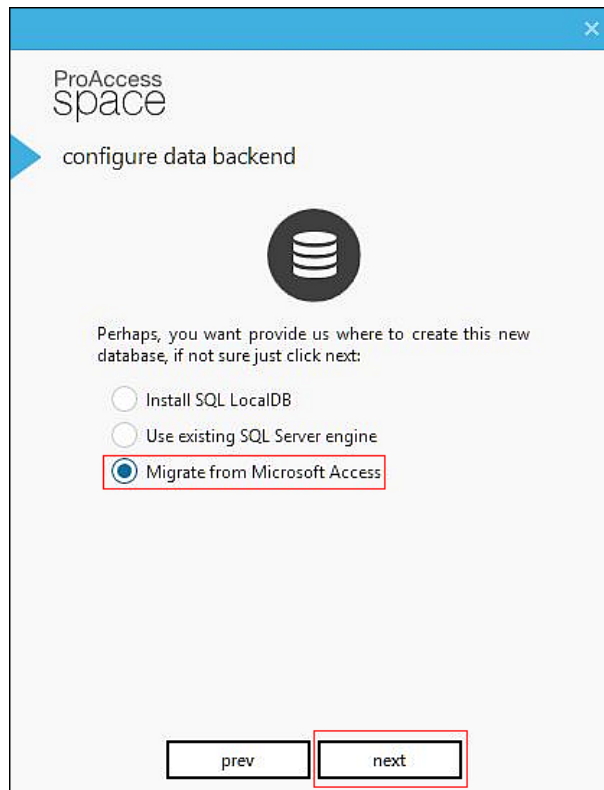 ProAccess
space
configure data backend
Perhaps, you want provide us where to create this new
database, if not sure just click next:
Install SQL LocalDB
Use existing SQL Server engine
Migrate from Microsoft Access
prev
next